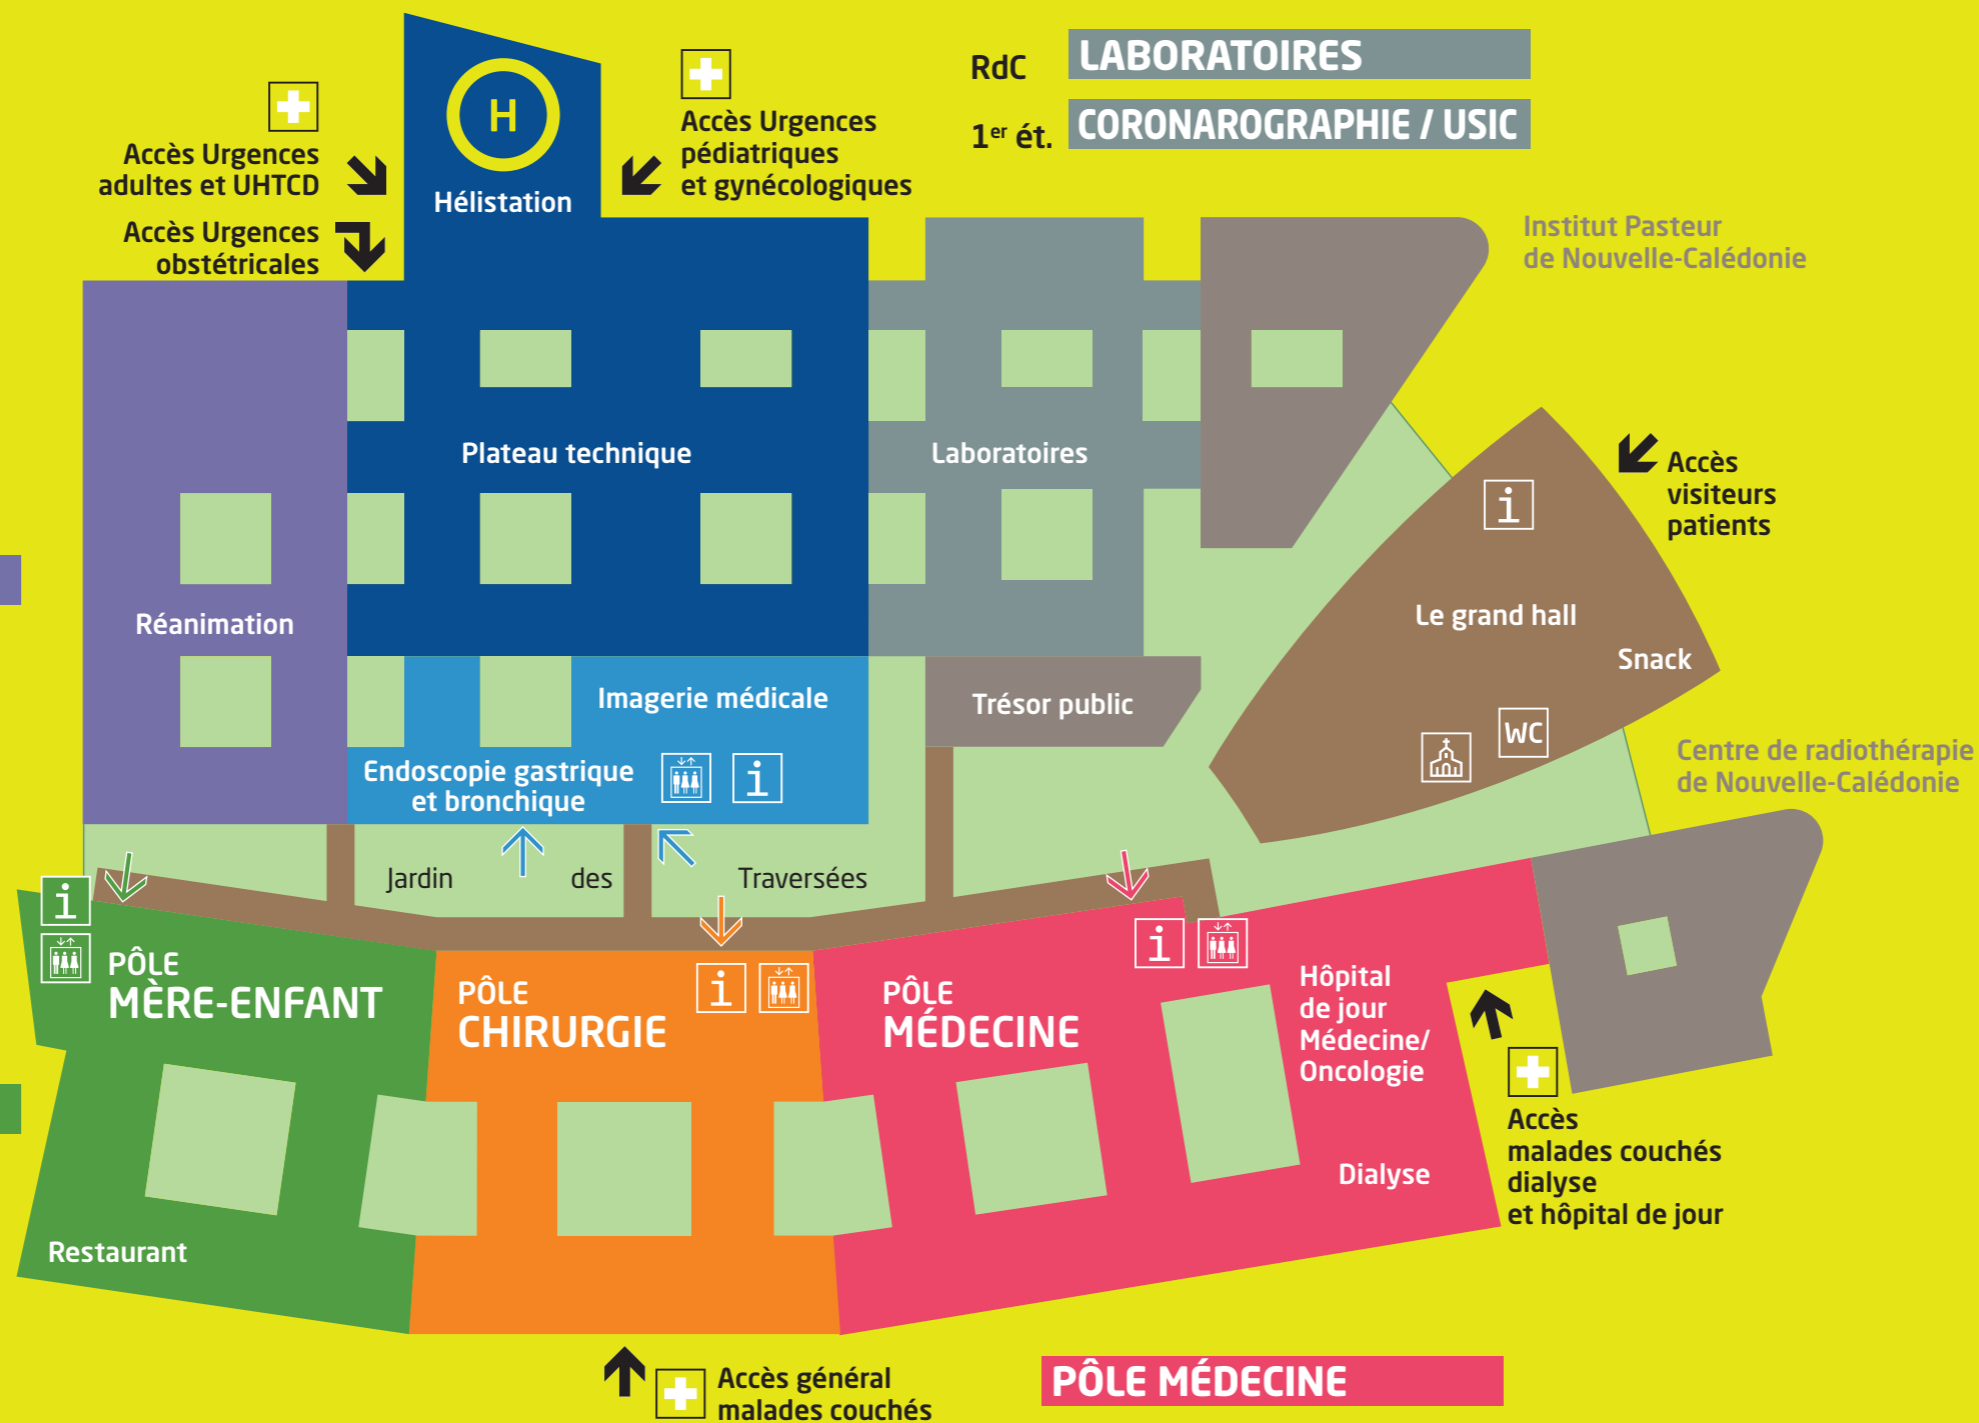 RdC LABORATOIRES
1er ét. CORONAROGRAPHIE / USIC
H
Hélistation
Accès Urgences
adultes et UHTCD
Accès Urgences
obstétricales
Accès Urgences
pédiatriques
et gynécologiques
Institut Pasteur
de Nouvelle-Calédonie
Plateau technique
Laboratoires
Accès
visiteurs
patients
i
Réanimation
Le grand hall
Snack
Imagerie médicale
Trésor public
WC
Endoscopie gastrique
et bronchique
i
Centre de radiothérapie
de Nouvelle-Calédonie
Jardin des Traversées
i
PÔLE
MÈRE-ENFANT
PÔLE
CHIRURGIE
i
PÔLE
MÉDECINE
i
Hôpital
de jour
Médecine/
Oncologie
Dialyse
Accès
malades couchés
dialyse
et hôpital de jour
Restaurant
Accès général
malades couchés
PÔLE MÉDECINE